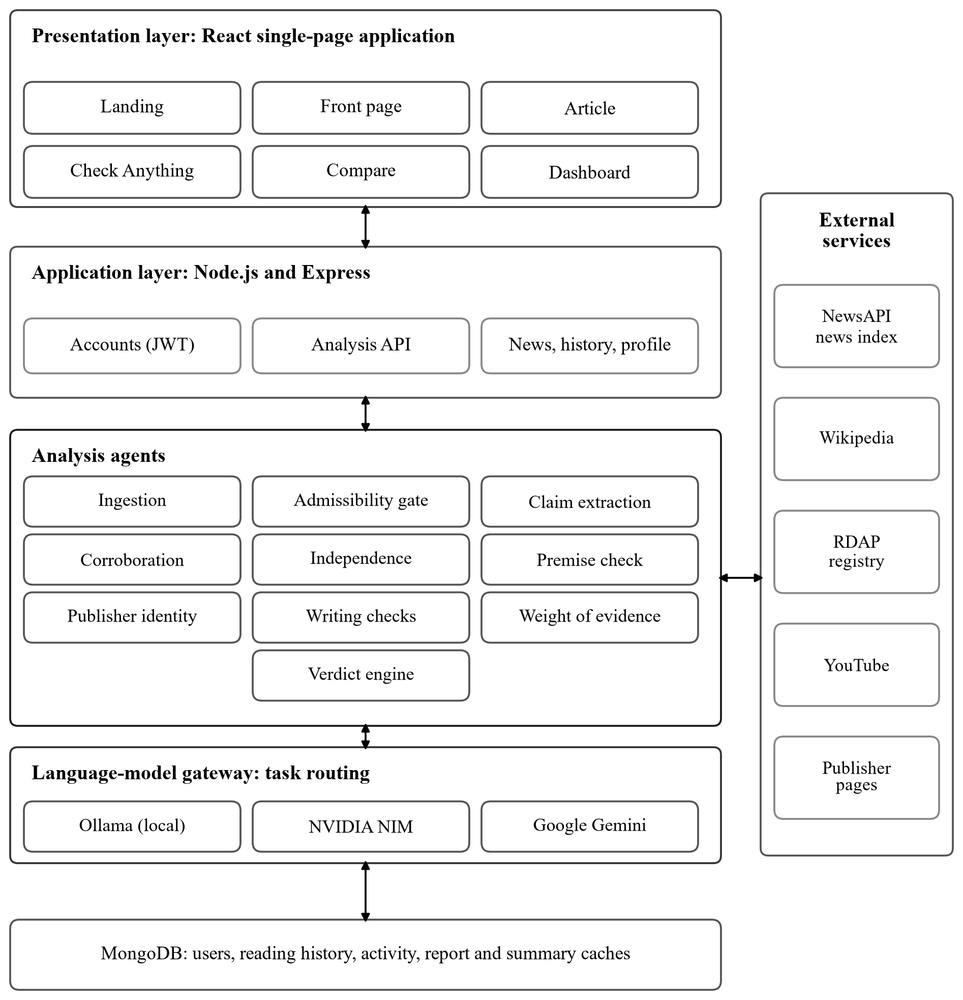 Presentation layer: React single-page application
Landing
Front page
Article
Check Anything
Compare
Dashboard
Application layer: Node.js and Express
Accounts (JWT)
Analysis API
News, history, profile
Analysis agents
Ingestion
Admissibility gate
Claim extraction
Corroboration
Independence
Premise check
Publisher identity
Writing checks
Weight of evidence
Verdict engine
Language-model gateway: task routing
Ollama (local)
NVIDIA NIM
Google Gemini
MongoDB: users, reading history, activity, report and summary caches
External
services
NewsAPI
news index
Wikipedia
RDAP
registry
YouTube
Publisher
pages